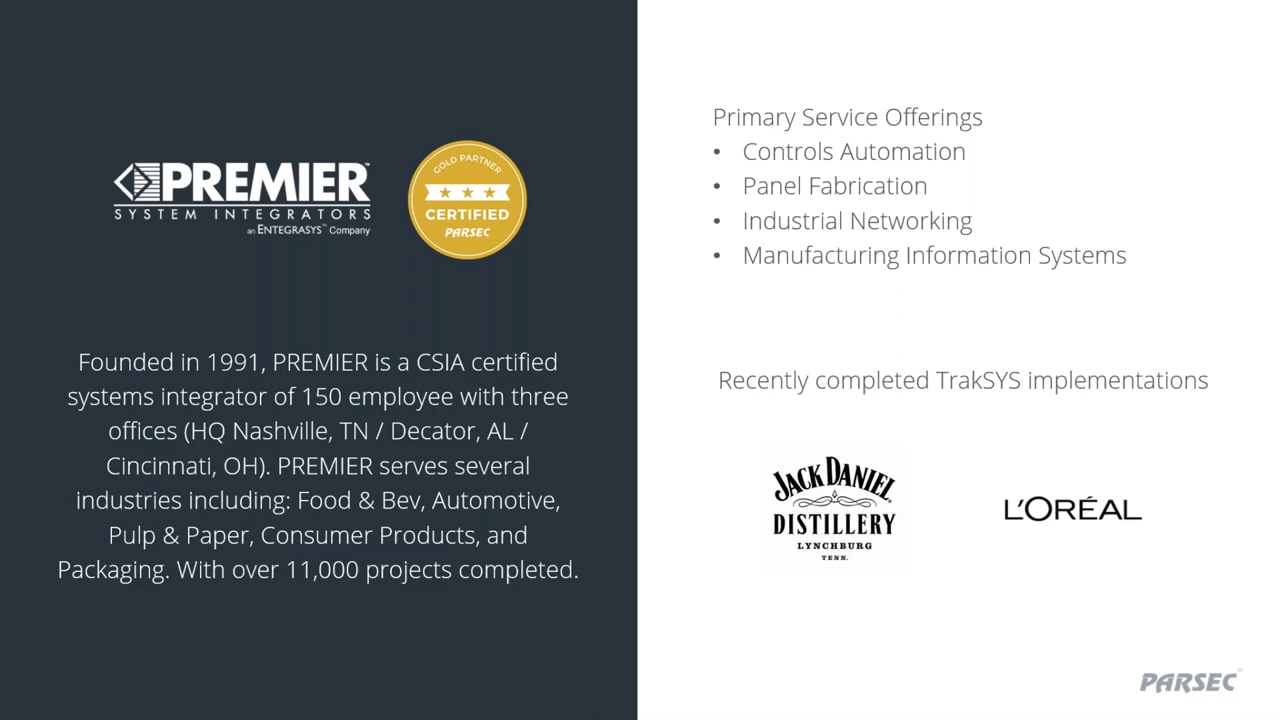 PREMIER™
SYSTEM INTEGRATORS
an ENTEGRASYS™ Company
GOLD PARTNER
CERTIFIED
PARSEC
Founded in 1991, PREMIER is a CSIA certified
systems integrator of 150 employee with three
offices (HQ Nashville, TN / Decator, AL /
Cincinnati, OH). PREMIER serves several
industries including: Food & Bev, Automotive,
Pulp & Paper, Consumer Products, and
Packaging. With over 11,000 projects completed.
Primary Service Offerings
• Controls Automation
• Panel Fabrication
• Industrial Networking
• Manufacturing Information Systems
Recently completed TrakSYS implementations
JACK DANIEL
DISTILLERY
LYNCHBURG
TENN.
L'ORÉAL
PARSEC™